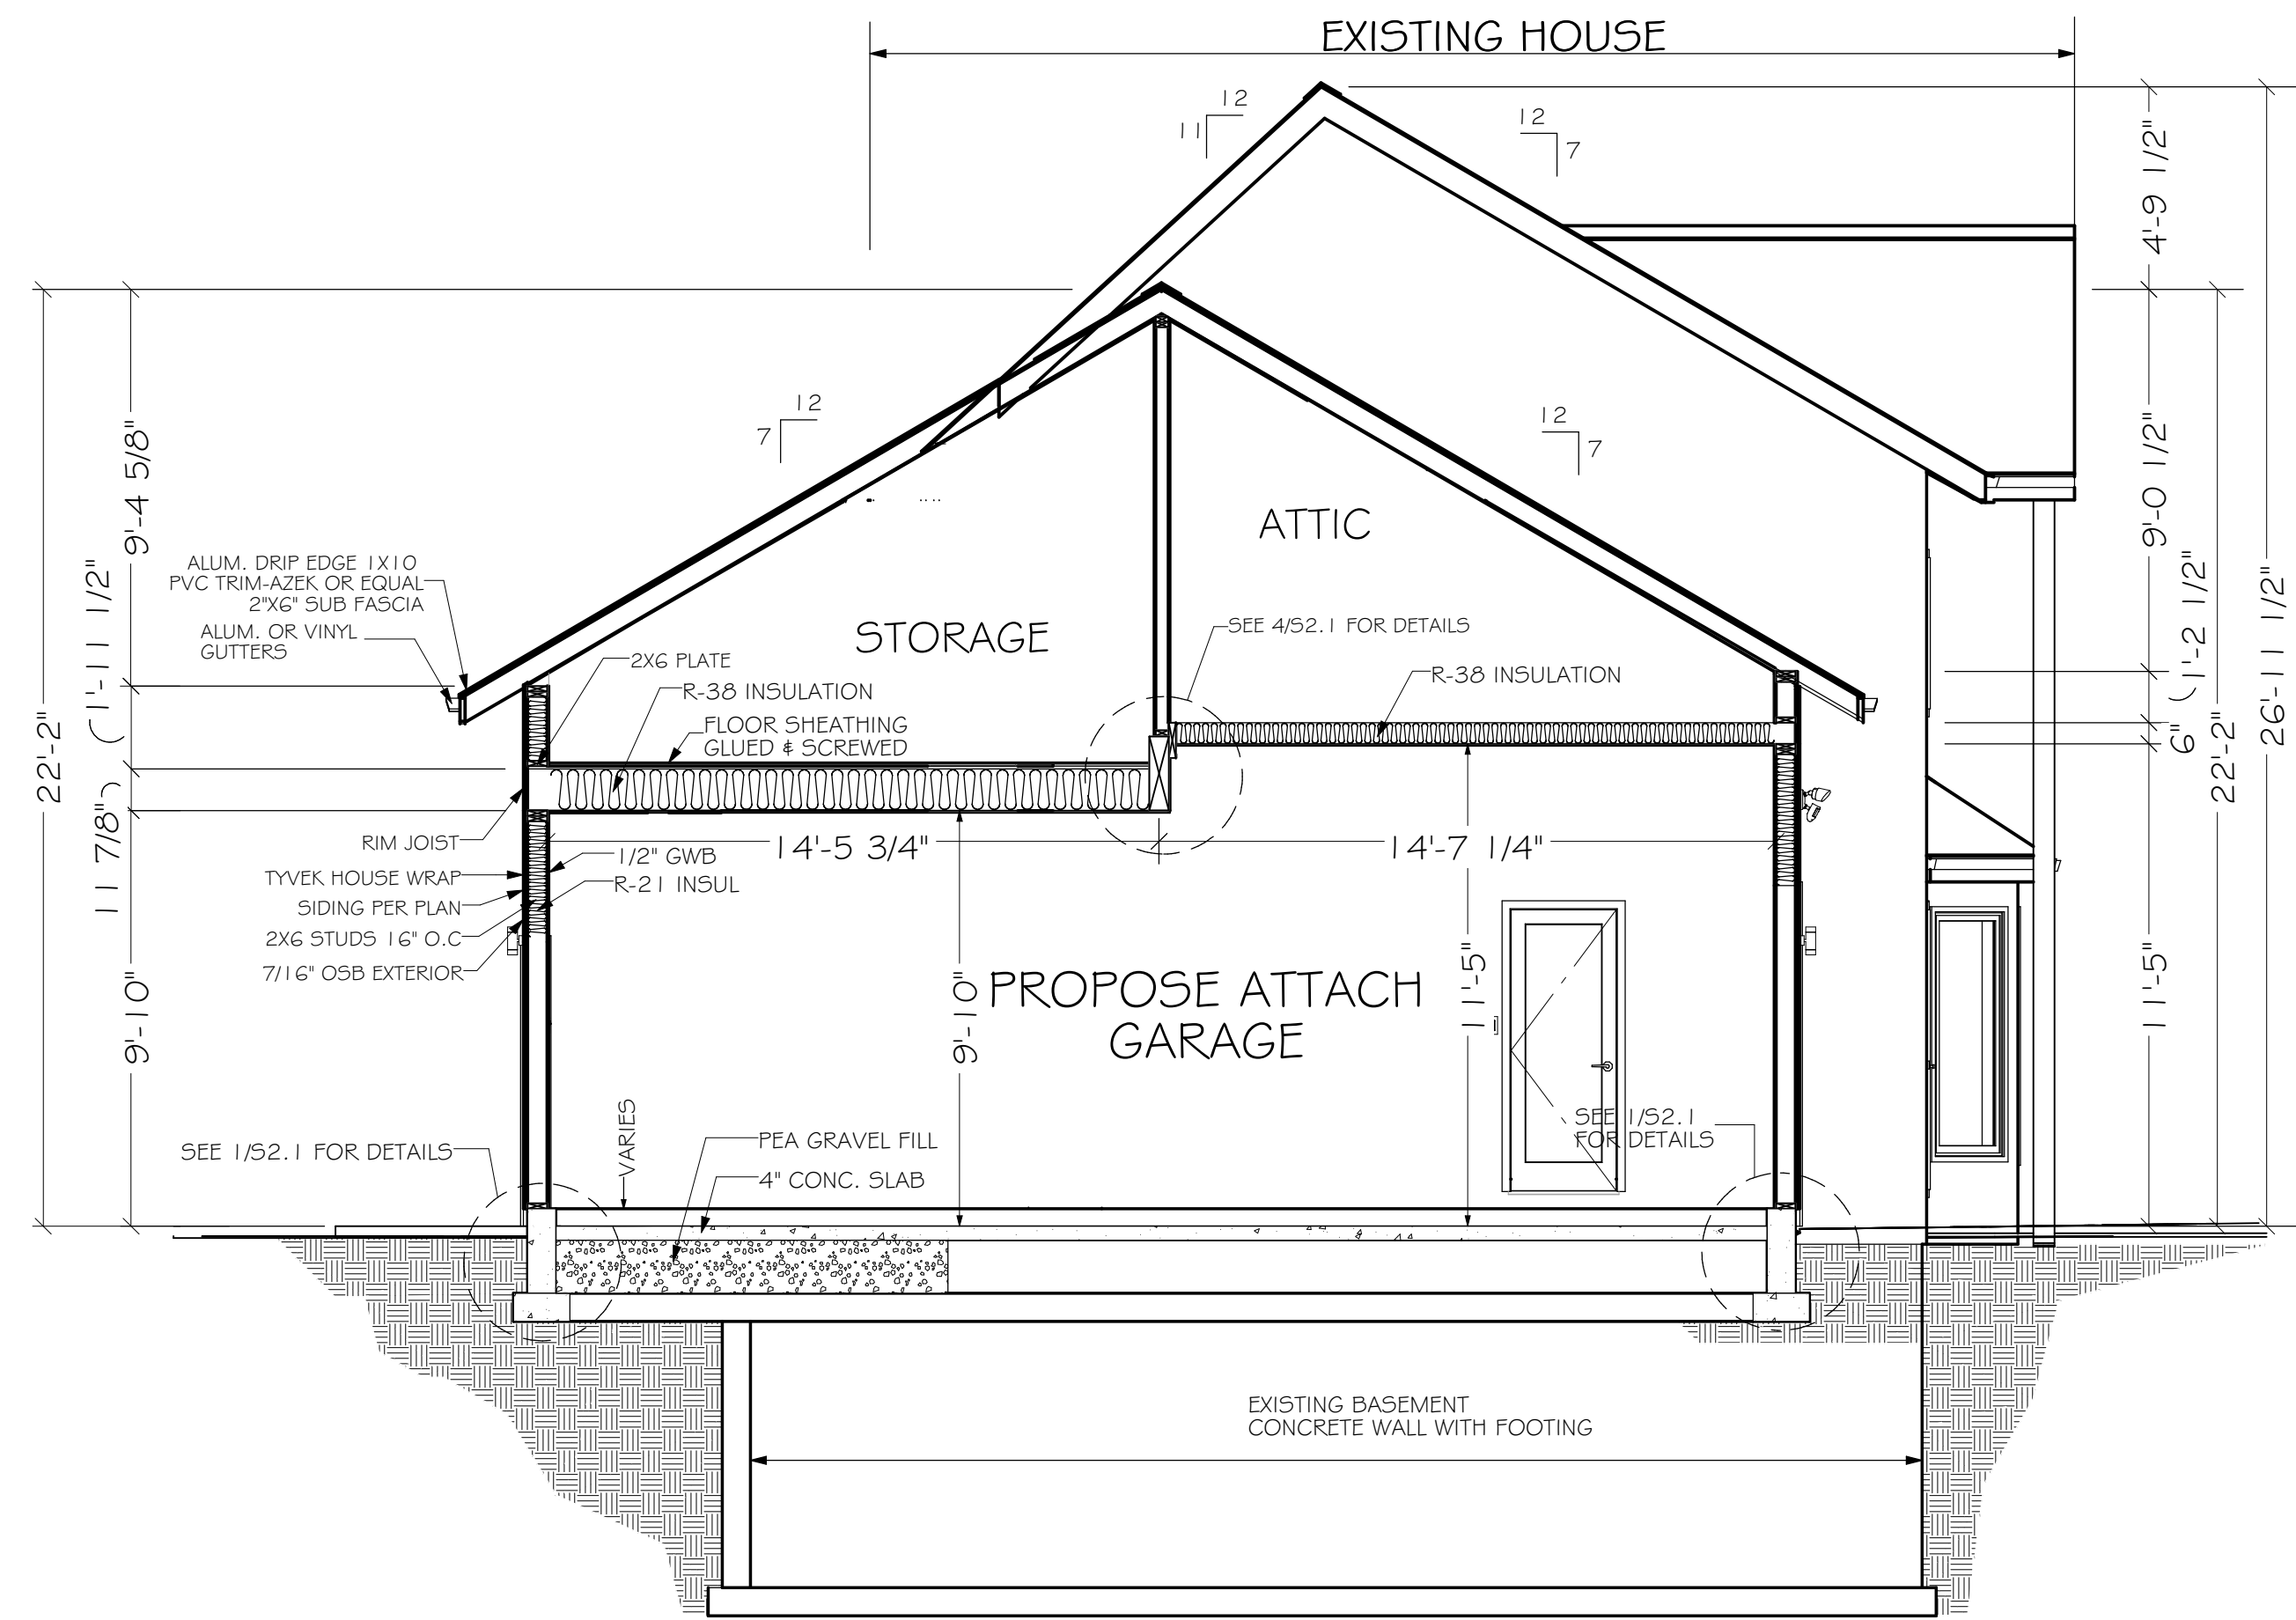 EXISTING HOUSE
12
11
12
7
4'-9 1/2"
12
7
12
7
9'-4 5/8"
9'-0 1/2"
ATTIC
ALUM. DRIP EDGE 1X10
PVC TRIM-AZEK OR EQUAL
2"X6" SUB FASCIA
ALUM. OR VINYL
GUTTERS
STORAGE
SEE 4/S2.1 FOR DETAILS
2X6 PLATE
R-38 INSULATION
R-38 INSULATION
FLOOR SHEATHING
GLUED & SCREWED
1'-11 1/2"
1'-2 1/2"
6"
22'-2"
22'-2"
26'-11 1/2"
11 7/8"
14'-5 3/4"
14'-7 1/4"
RIM JOIST
1/2" GWB
TYVEK HOUSE WRAP
R-21 INSUL
SIDING PER PLAN
2X6 STUDS 16" O.C
7/16" OSB EXTERIOR
9'-10"
9'-10"
PROPOSE ATTACH
GARAGE
11'-5"
11'-5"
VARIES
SEE 1/S2.1
FOR DETAILS
SEE 1/S2.1 FOR DETAILS
PEA GRAVEL FILL
4" CONC. SLAB
EXISTING BASEMENT
CONCRETE WALL WITH FOOTING